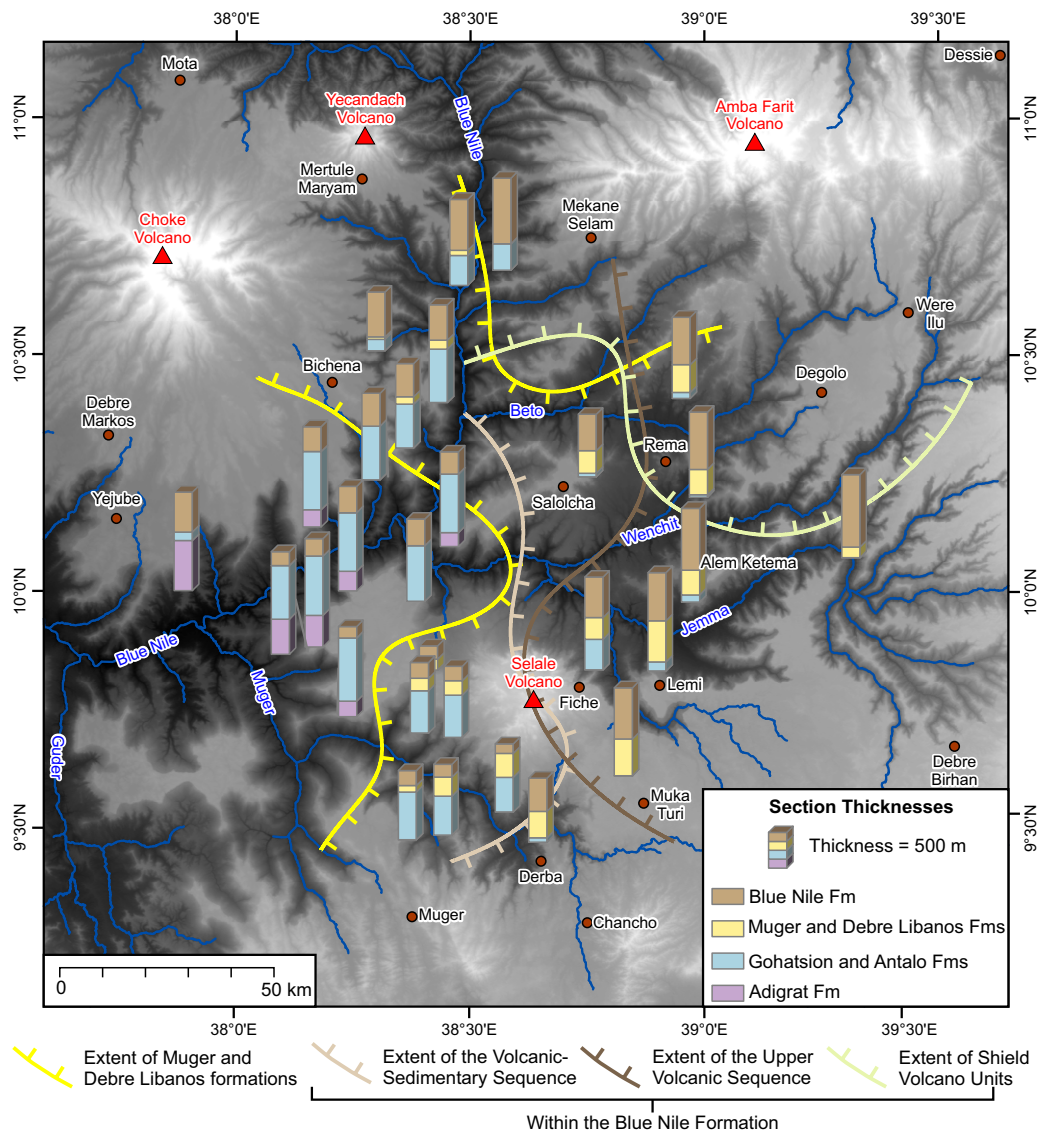 38°0'E
38°30'E
39°0'E
39°30'E
Dessie
Mota
Yecandach
Volcano
Blue Nile
Amba Farit
Volcano
11°0'N
11°0'N
Mertule
Maryam
Mekane
Selam
Choke
Volcano
Were
Ilu
10°30'N
10°30'N
Bichena
Degolo
Beto
Debre
Markos
Rema
Yejube
Salolcha
Wenchit
Alem Ketema
10°0'N
10°0'N
Jemma
Blue Nile
Muger
Selale
Volcano
Fiche
Lemi
Guder
Debre
Birhan
Muka
Turi
9°30'N
9°30'N
Derba
Muger
Chancho
Section Thicknesses
Thickness = 500 m
Blue Nile Fm
Muger and Debre Libanos Fms
Gohatsion and Antalo Fms
Adigrat Fm
0
50 km
38°0'E
38°30'E
39°0'E
39°30'E
Extent of Muger and
Debre Libanos formations
Extent of the Volcanic-
Sedimentary Sequence
Extent of the Upper
Volcanic Sequence
Extent of Shield
Volcano Units
Within the Blue Nile Formation